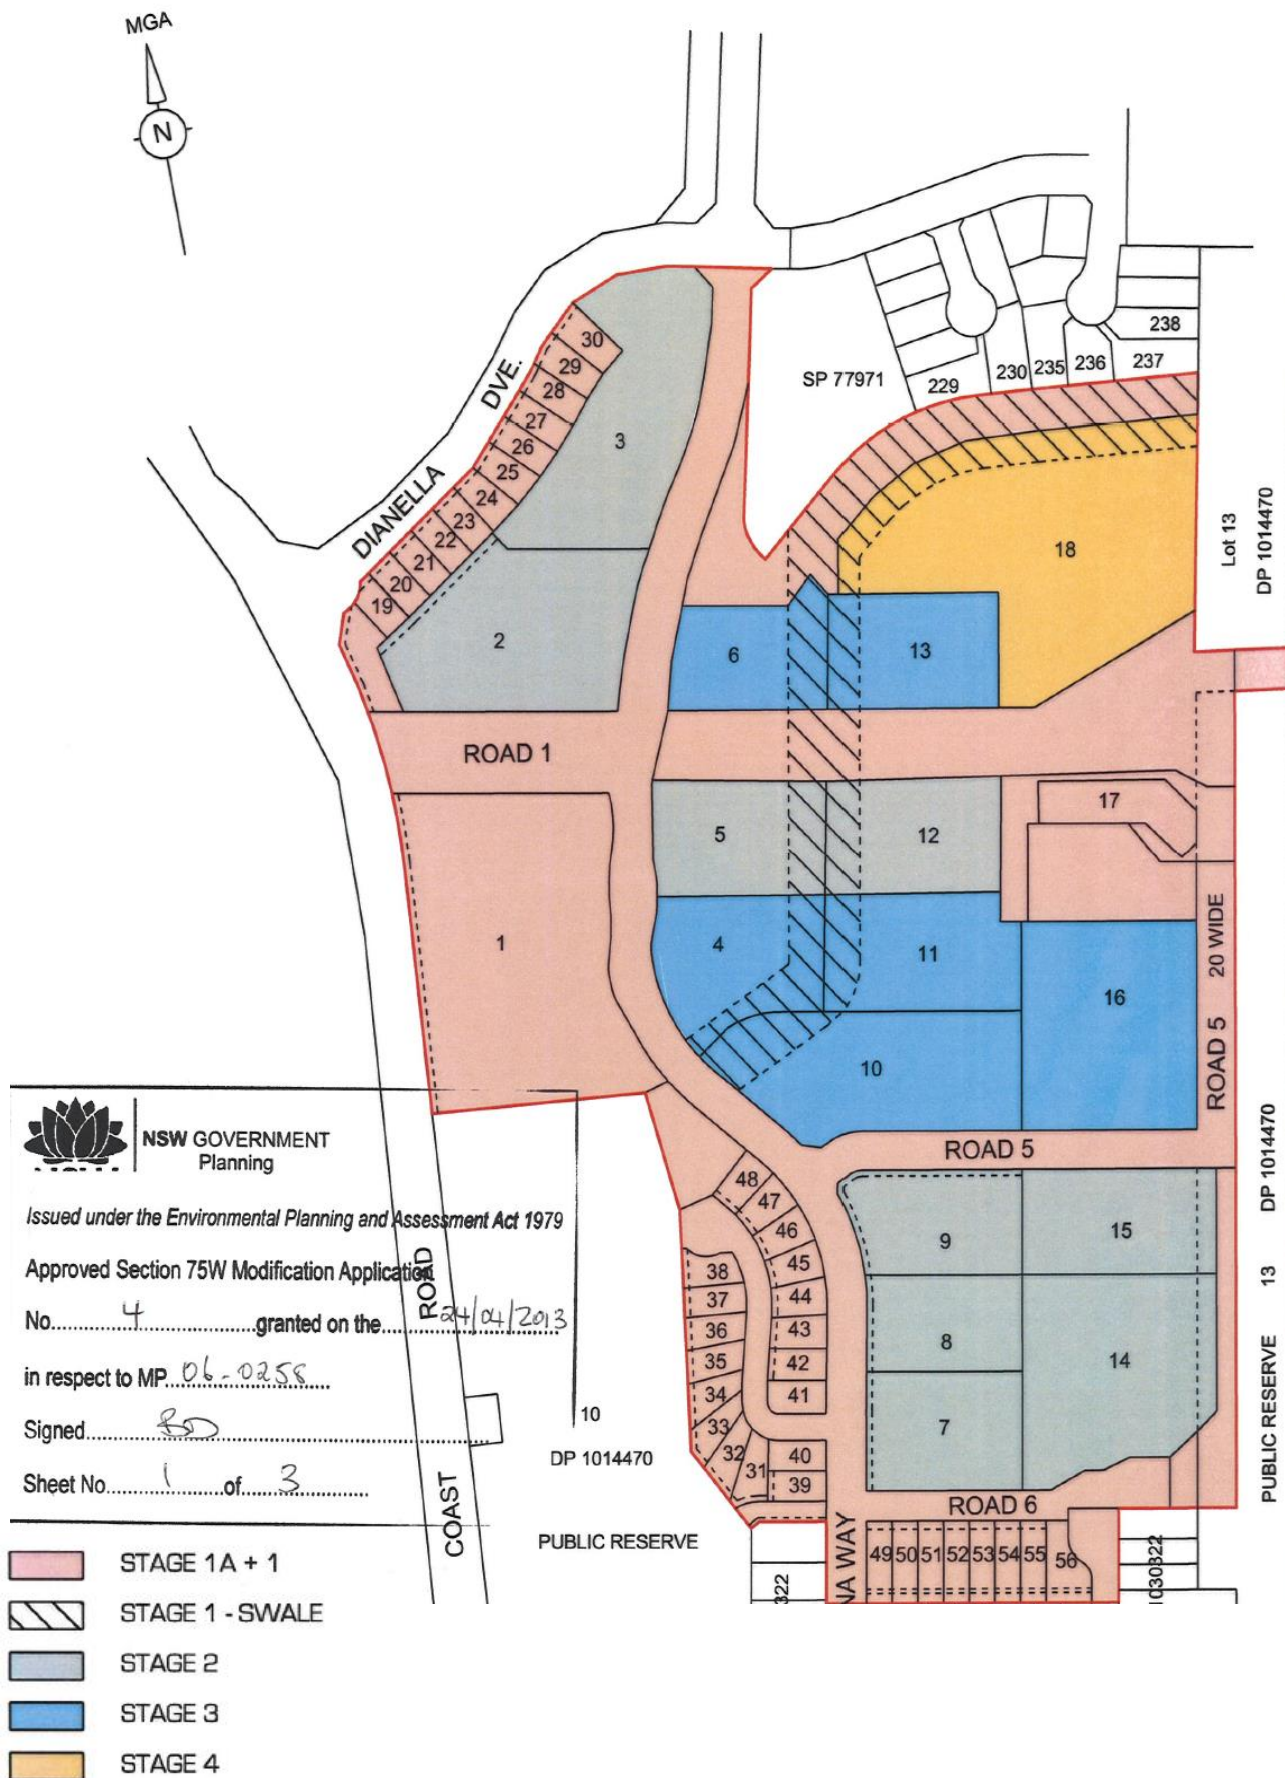 MGA
N
DIANELLA DVE.
SP 77971
229
230
235
236
237
238
30
29
28
27
26
25
24
23
22
21
20
19
3
2
6
13
18
Lot 13
DP 1014470
ROAD 1
5
12
17
1
4
11
16
10
ROAD 5 20 WIDE
ROAD 5
48
47
46
45
44
43
42
41
40
39
38
37
36
35
34
33
32
31
9
15
8
14
7
ROAD 6
49
50
51
52
53
54
55
56
PUBLIC RESERVE 13 DP 1014470
10
DP 1014470
PUBLIC RESERVE
COAST ROAD
NA WAY
322
1030322
NSW GOVERNMENT
Planning
Issued under the Environmental Planning and Assessment Act 1979
Approved Section 75W Modification Application
No. 4 granted on the 24/04/2013
in respect to MP 06-0258
Signed
Sheet No. 1 of 3
STAGE 1A + 1
STAGE 1 - SWALE
STAGE 2
STAGE 3
STAGE 4